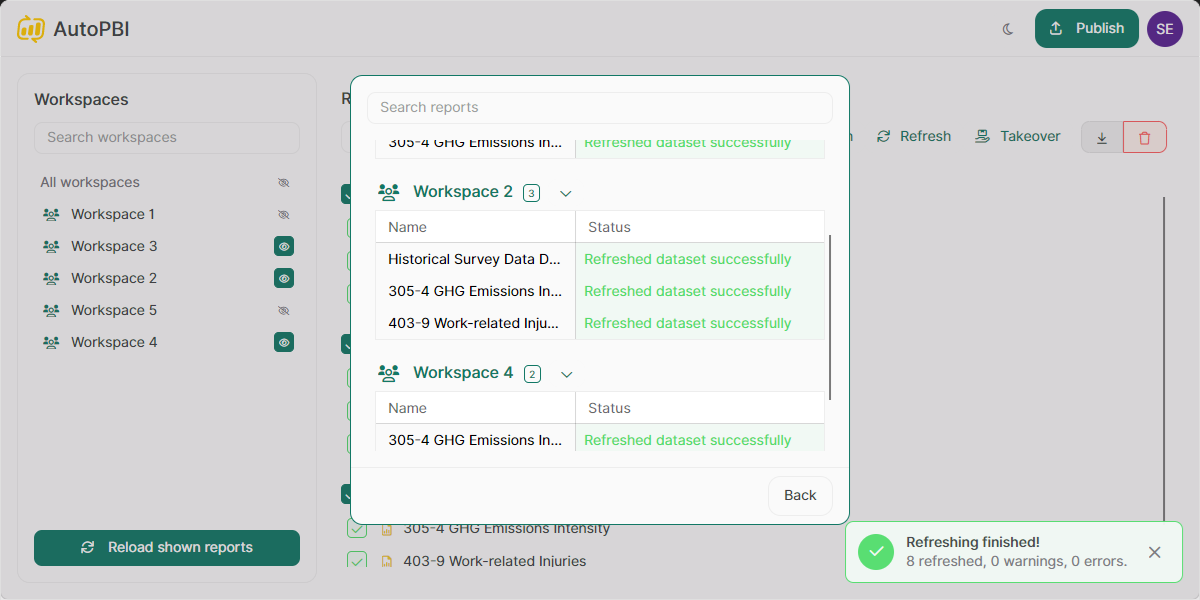 AutoPBI
Publish
SE
Workspaces
Search workspaces
All workspaces
Workspace 1
Workspace 3
Workspace 2
Workspace 5
Workspace 4
Reload shown reports
Refresh
Takeover
Search reports
305-4 GHG Emissions In... Refreshed dataset successfully
Workspace 2 3
Name Status
Historical Survey Data D... Refreshed dataset successfully
305-4 GHG Emissions In... Refreshed dataset successfully
403-9 Work-related Inju... Refreshed dataset successfully
Workspace 4 2
Name Status
305-4 GHG Emissions In... Refreshed dataset successfully
Back
305-4 GHG Emissions Intensity
403-9 Work-related Injuries
Refreshing finished!
8 refreshed, 0 warnings, 0 errors.